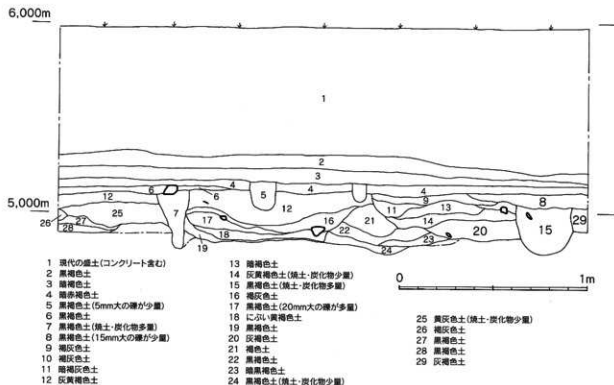 6,000m
1
2
3
4
4
4
5
6
6
8
9
12
12
13
11
14
15
16
17
7
25
26
27
28
18
19
20
21
22
23
24
29
5,000m
0
1m
1 現代の盛土(コンクリート含む)
2 黒褐色土
3 暗褐色土
4 暗赤褐色土
5 黒褐色土(5mm大の礫が少量)
6 黒褐色土
7 黒褐色土(焼土・炭化物多量)
8 黒褐色土(15mm大の礫が少量)
9 褐灰色土
10 褐灰色土
11 暗褐灰色土
12 灰黄褐色土
13 暗褐色土
14 灰黄褐色土(焼土・炭化物少量)
15 黒褐色土(焼土・炭化物多量)
16 褐灰色土
17 黒褐色土(20mm大の礫が多量)
18 にぶい黄褐色土
19 黒褐色土
20 灰褐色土
21 褐色土
22 黒褐色土
23 暗黒褐色土
24 黒褐色土(焼土・炭化物少量)
25 黄灰色土(焼土・炭化物少量)
26 褐灰色土
27 黒褐色土
28 黒褐色土
29 灰褐色土